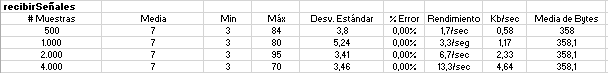 recibirSeñales
# Muestras Media Mín Máx Desv. Estándar % Error Rendimiento Kb/sec Media de Bytes
500 7 3 84 3,8 0,00% 1,7/sec 0,58 358
1.000 7 3 80 5,24 0,00% 3,3/seg 1,17 358,1
2.000 7 3 95 3,41 0,00% 6,7/sec 2,33 358,1
4.000 7 3 70 3,46 0,00% 13,3/sec 4,64 358,1